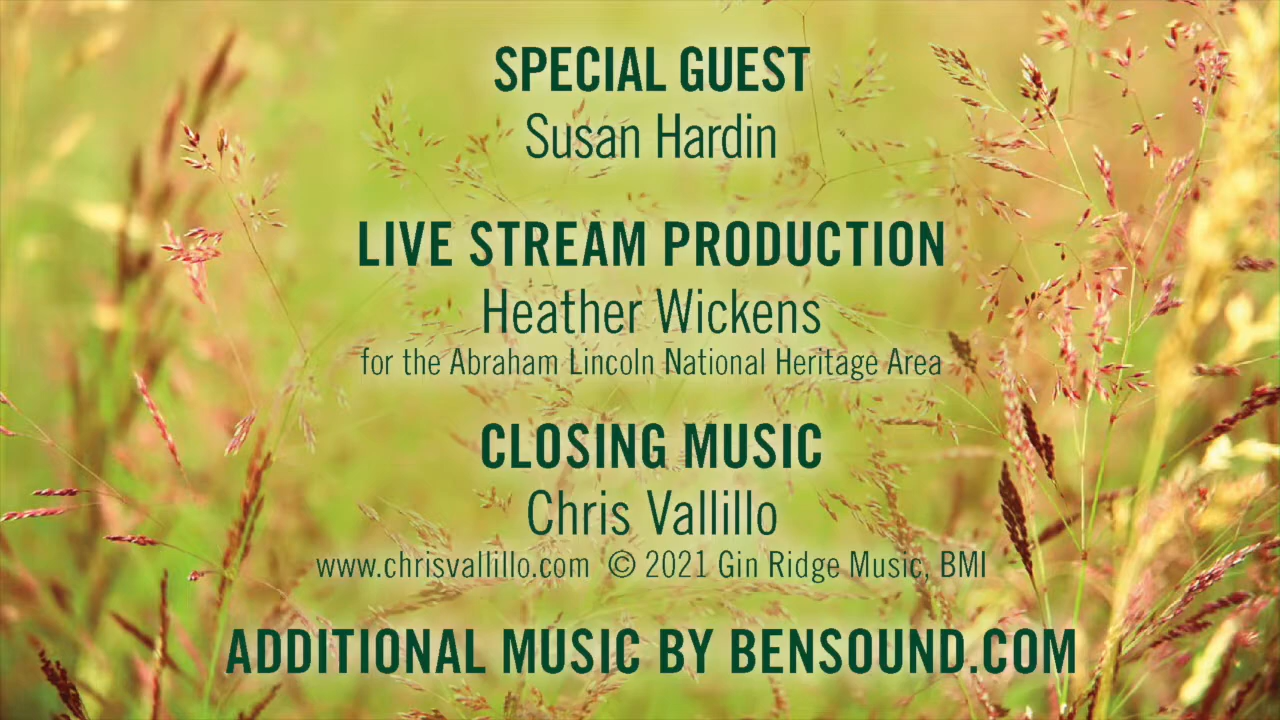 SPECIAL GUEST
Susan Hardin
LIVE STREAM PRODUCTION
Heather Wickens
for the Abraham Lincoln National Heritage Area
CLOSING MUSIC
Chris Vallillo
www.chrisvallillo.com © 2021 Gin Ridge Music, BMI
ADDITIONAL MUSIC BY BENSOUND.COM